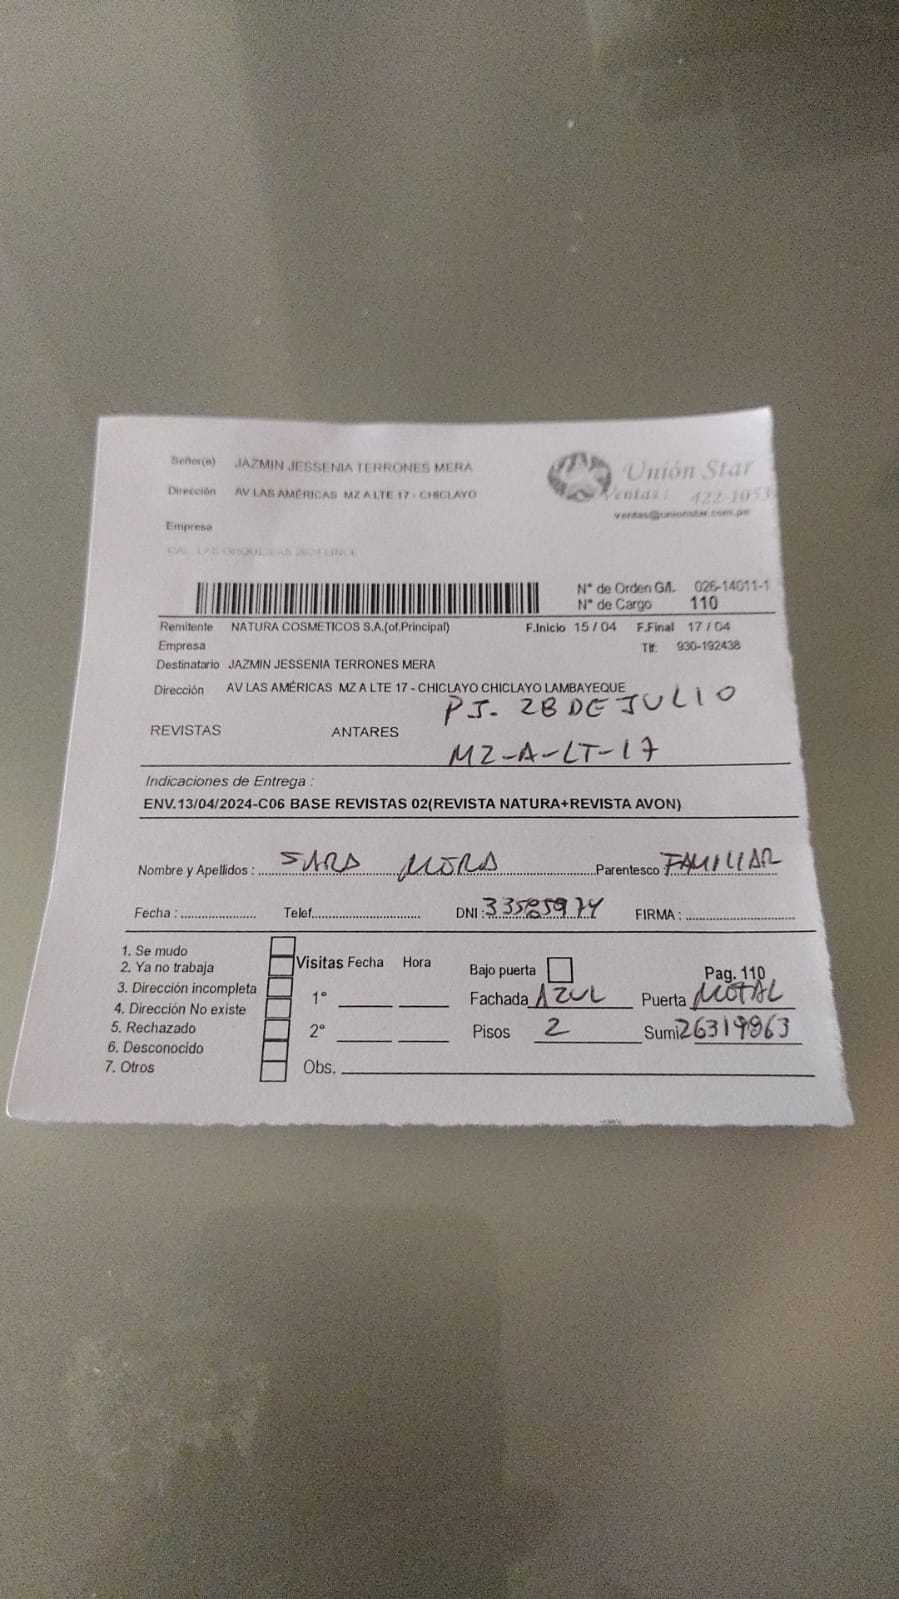 Señor(a) JAZMIN JESSENIA TERRONES MERA
Dirección AV LAS AMÉRICAS MZ A LTE 17 - CHICLAYO
Empresa
Unión Star
Ventas: 422-1053
ventas@unionstar.com.pe
N° de Orden G/I. 026-14011-1
N° de Cargo 110
Remitente NATURA COSMETICOS S.A.(of.Principal) F.Inicio 15 / 04 F.Final 17 / 04
Empresa Tlf: 930-192438
Destinatario JAZMIN JESSENIA TERRONES MERA
Dirección AV LAS AMÉRICAS MZ A LTE 17 - CHICLAYO CHICLAYO LAMBAYEQUE
PJ. 28 DE JULIO
REVISTAS ANTARES
MZ-A-LT-17
Indicaciones de Entrega :
ENV.13/04/2024-C06 BASE REVISTAS 02(REVISTA NATURA+REVISTA AVON)
Nombre y Apellidos : SARA MORA Parentesco FAMILIAR
Fecha : Telef. DNI : 33585974 FIRMA :
1. Se mudo
2. Ya no trabaja
3. Dirección incompleta
4. Dirección No existe
5. Rechazado
6. Desconocido
7. Otros
Visitas Fecha Hora
1°
2°
Obs.
Bajo puerta Pag. 110
Fachada AZUL Puerta METAL
Pisos 2 Sumi 26319863